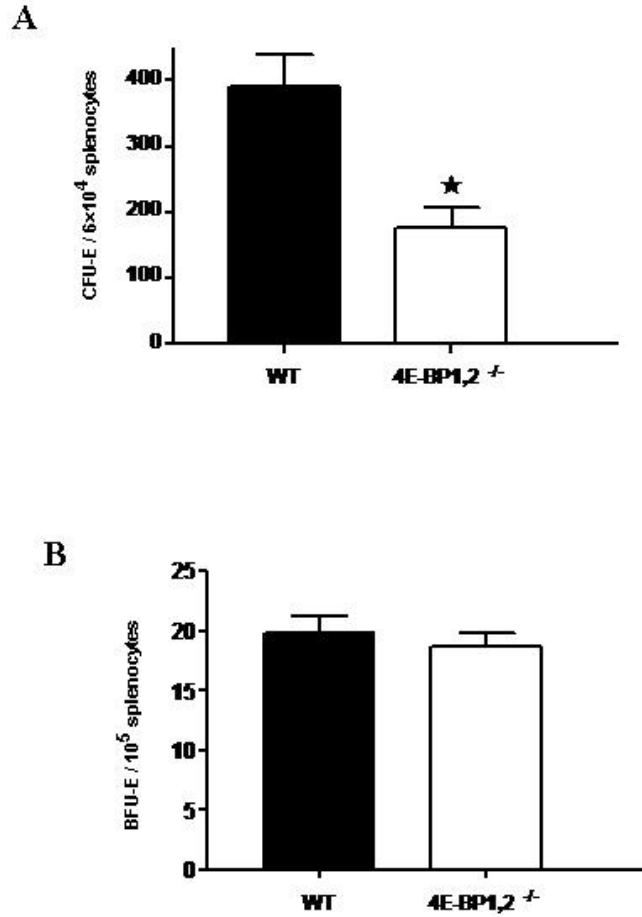 A
CFU-E / 6×10⁴ splenocytes
400
300
200
100
0
WT
4E-BP1,2 -/-
B
BFU-E / 10⁵ splenocytes
25
20
15
10
5
0
WT
4E-BP1,2 -/-